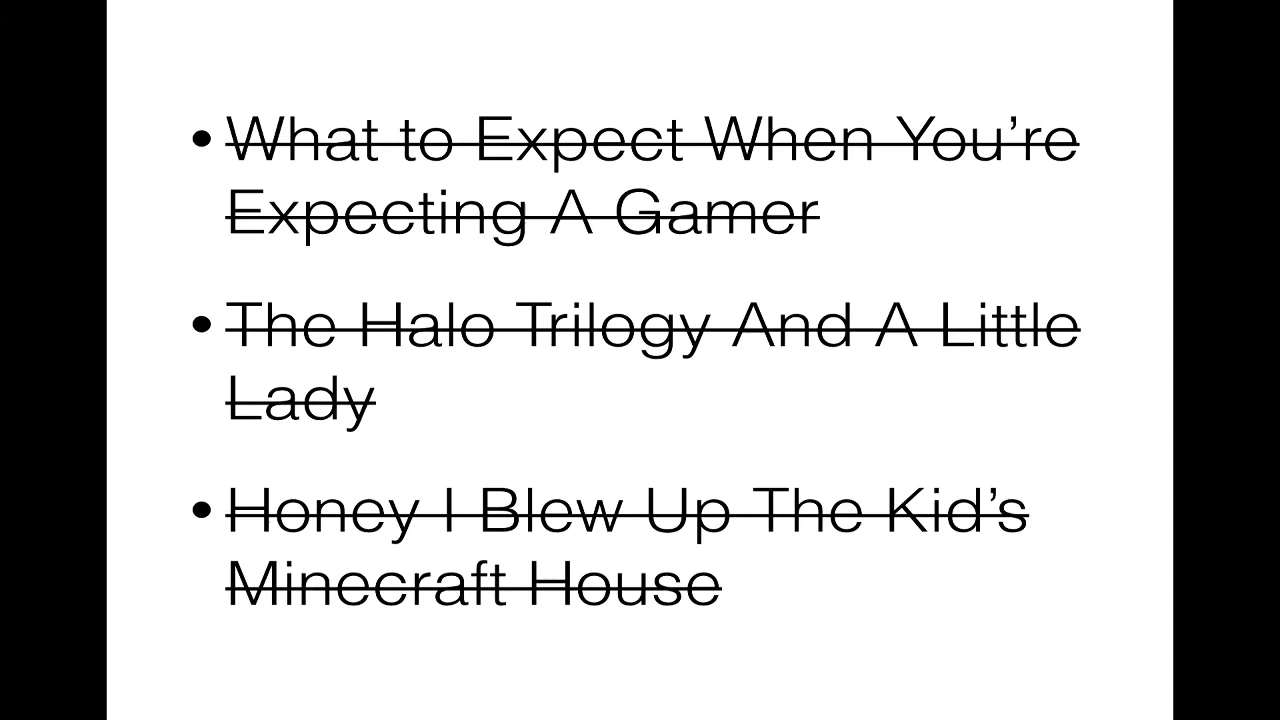 • What to Expect When You’re
Expecting A Gamer
• The Halo Trilogy And A Little
Lady
• Honey I Blew Up The Kid’s
Minecraft House